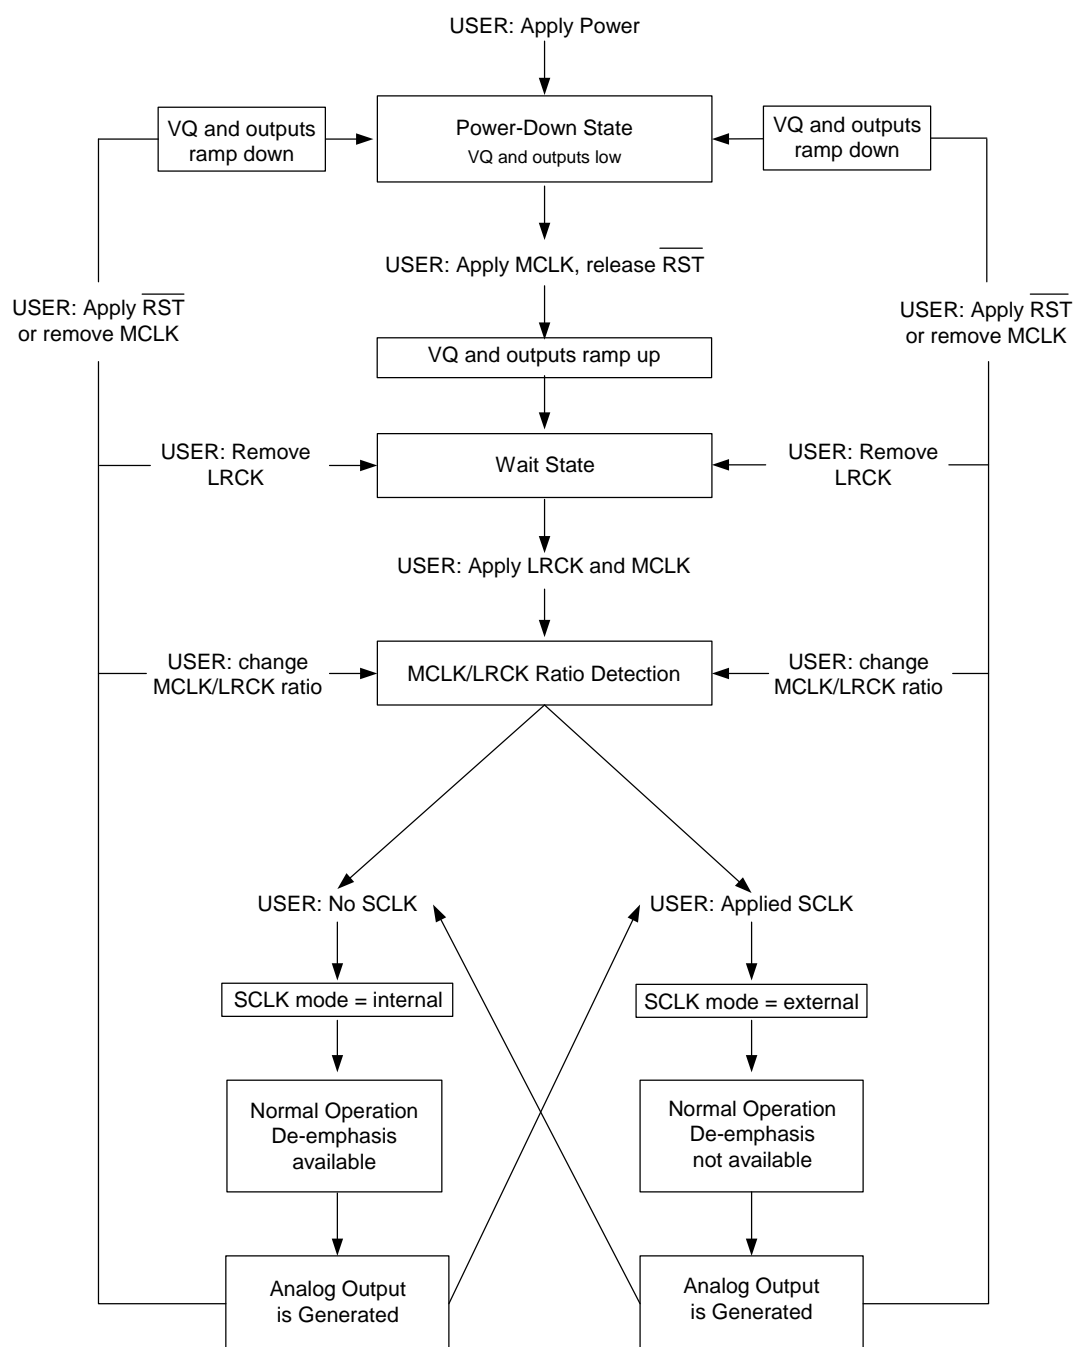 USER: Apply Power
VQ and outputs
ramp down
Power-Down State
VQ and outputs low
VQ and outputs
ramp down
USER: Apply MCLK, release RST
USER: Apply RST
or remove MCLK
USER: Apply RST
or remove MCLK
VQ and outputs ramp up
USER: Remove
LRCK
Wait State
USER: Remove
LRCK
USER: Apply LRCK and MCLK
USER: change
MCLK/LRCK ratio
MCLK/LRCK Ratio Detection
USER: change
MCLK/LRCK ratio
USER: No SCLK
USER: Applied SCLK
SCLK mode = internal
SCLK mode = external
Normal Operation
De-emphasis
available
Normal Operation
De-emphasis
not available
Analog Output
is Generated
Analog Output
is Generated